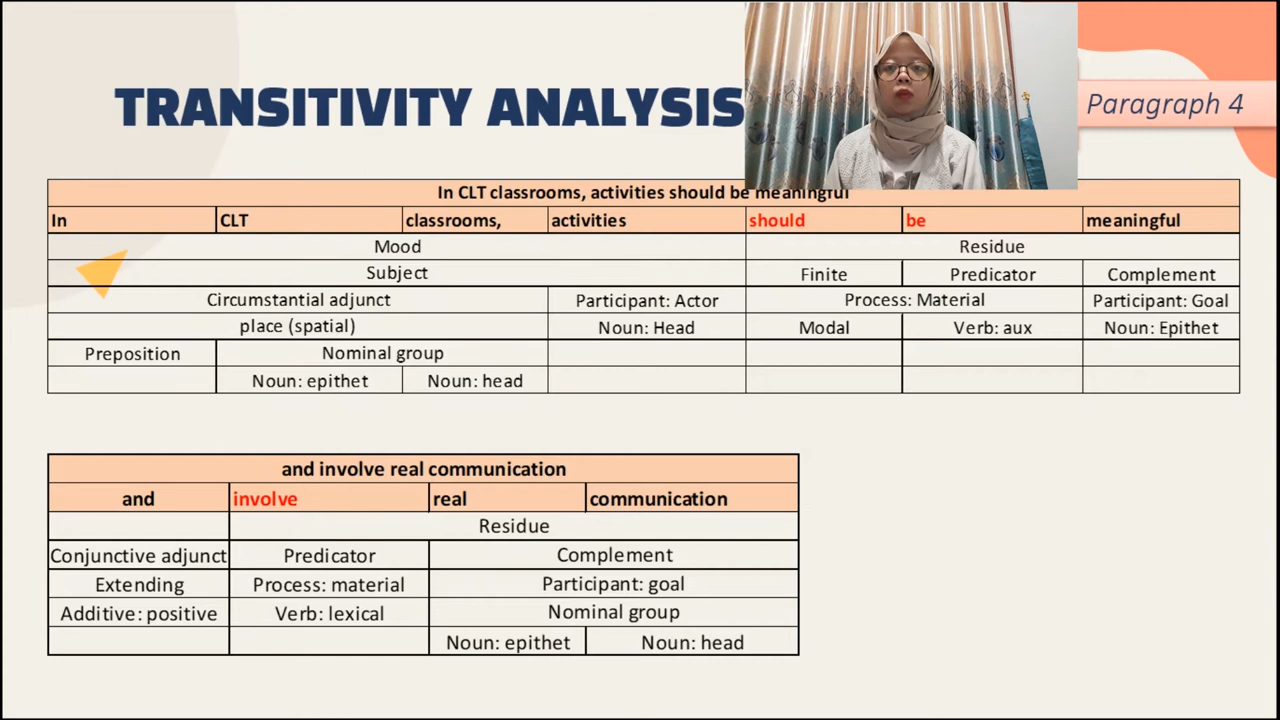 TRANSITIVITY ANALYSIS
Paragraph 4
In CLT classrooms, activities should be meaningful
In CLT classrooms, activities should be meaningful
Mood Residue
Subject Finite Predicator Complement
Circumstantial adjunct Participant: Actor Process: Material Participant: Goal
place (spatial) Noun: Head Modal Verb: aux Noun: Epithet
Preposition Nominal group
Noun: epithet Noun: head
and involve real communication
and involve real communication
Residue
Conjunctive adjunct Predicator Complement
Extending Process: material Participant: goal
Additive: positive Verb: lexical Nominal group
Noun: epithet Noun: head